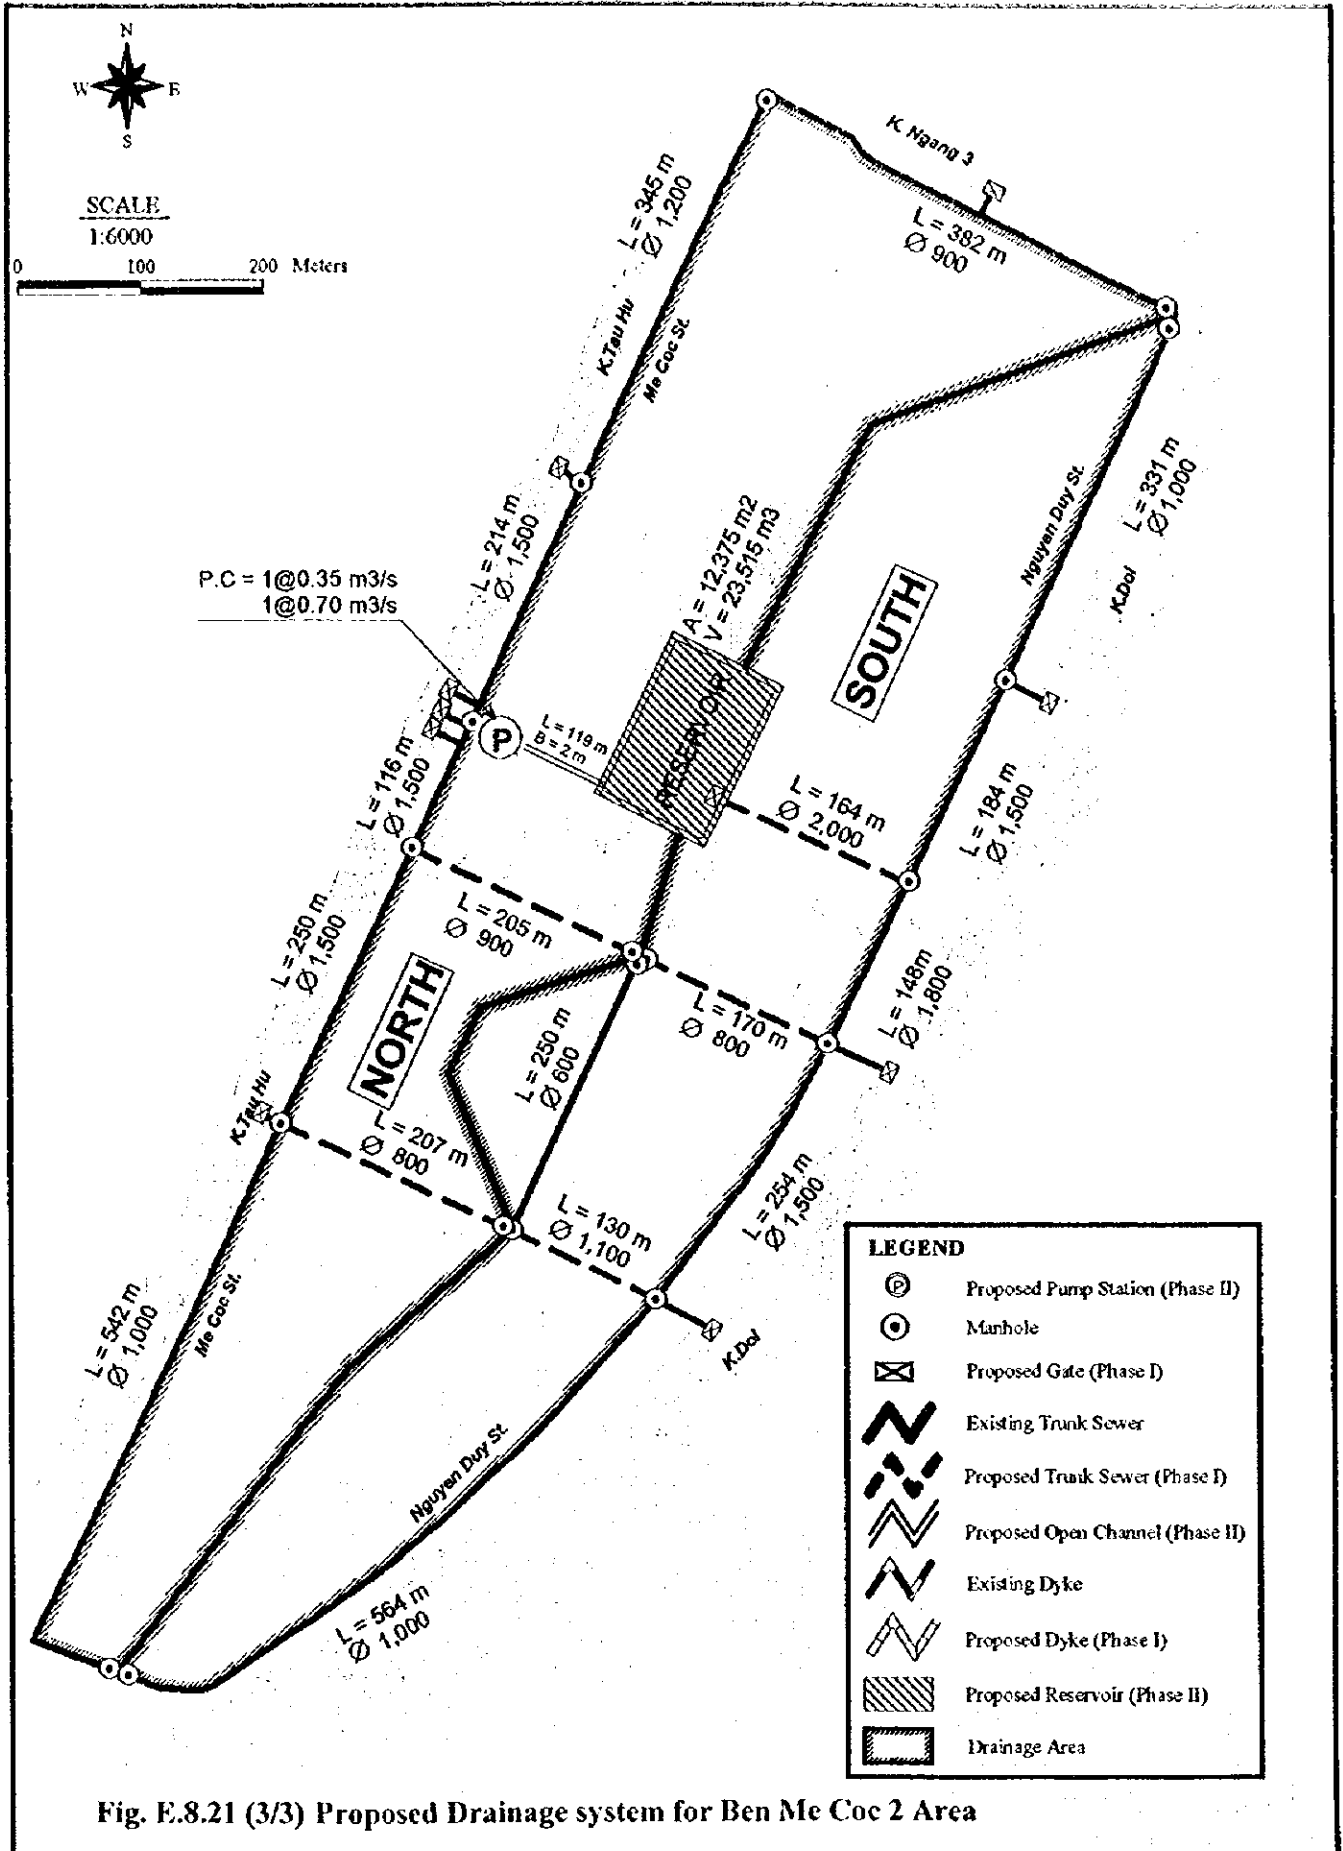 N
W E
S
SCALE
1:6000
0 100 200 Meters
K. Ngang 3
L = 345 m
Ø 1,200
L = 382 m
Ø 900
K.Tau Hu
Me Coc St.
L = 214 m
Ø 1,500
L = 331 m
Ø 1,000
Nguyan Duy St.
K.Doi
P.C = 1@0.35 m3/s
1@0.70 m3/s
A = 12,375 m2
V = 23,515 m3
SOUTH
RESERVOIR
P
L = 119 m
B = 2 m
L = 116 m
Ø 1,500
L = 164 m
Ø 2,000
L = 184 m
Ø 1,500
L = 205 m
Ø 900
L = 250 m
Ø 1,500
NORTH
L = 170 m
Ø 800
L = 148m
Ø 1,800
L = 250 m
Ø 600
K.Tau Hu
L = 207 m
Ø 800
L = 130 m
Ø 1,100
L = 254 m
Ø 1,500
K.Doi
L = 542 m
Ø 1,000
Me Coc St.
Nguyan Duy St.
L = 564 m
Ø 1,000
LEGEND
P Proposed Pump Station (Phase II)
Manhole
Proposed Gate (Phase I)
Existing Trunk Sewer
Proposed Trunk Sewer (Phase I)
Proposed Open Channel (Phase II)
Existing Dyke
Proposed Dyke (Phase I)
Proposed Reservoir (Phase II)
Drainage Area
Fig. E.8.21 (3/3) Proposed Drainage system for Ben Me Coc 2 Area